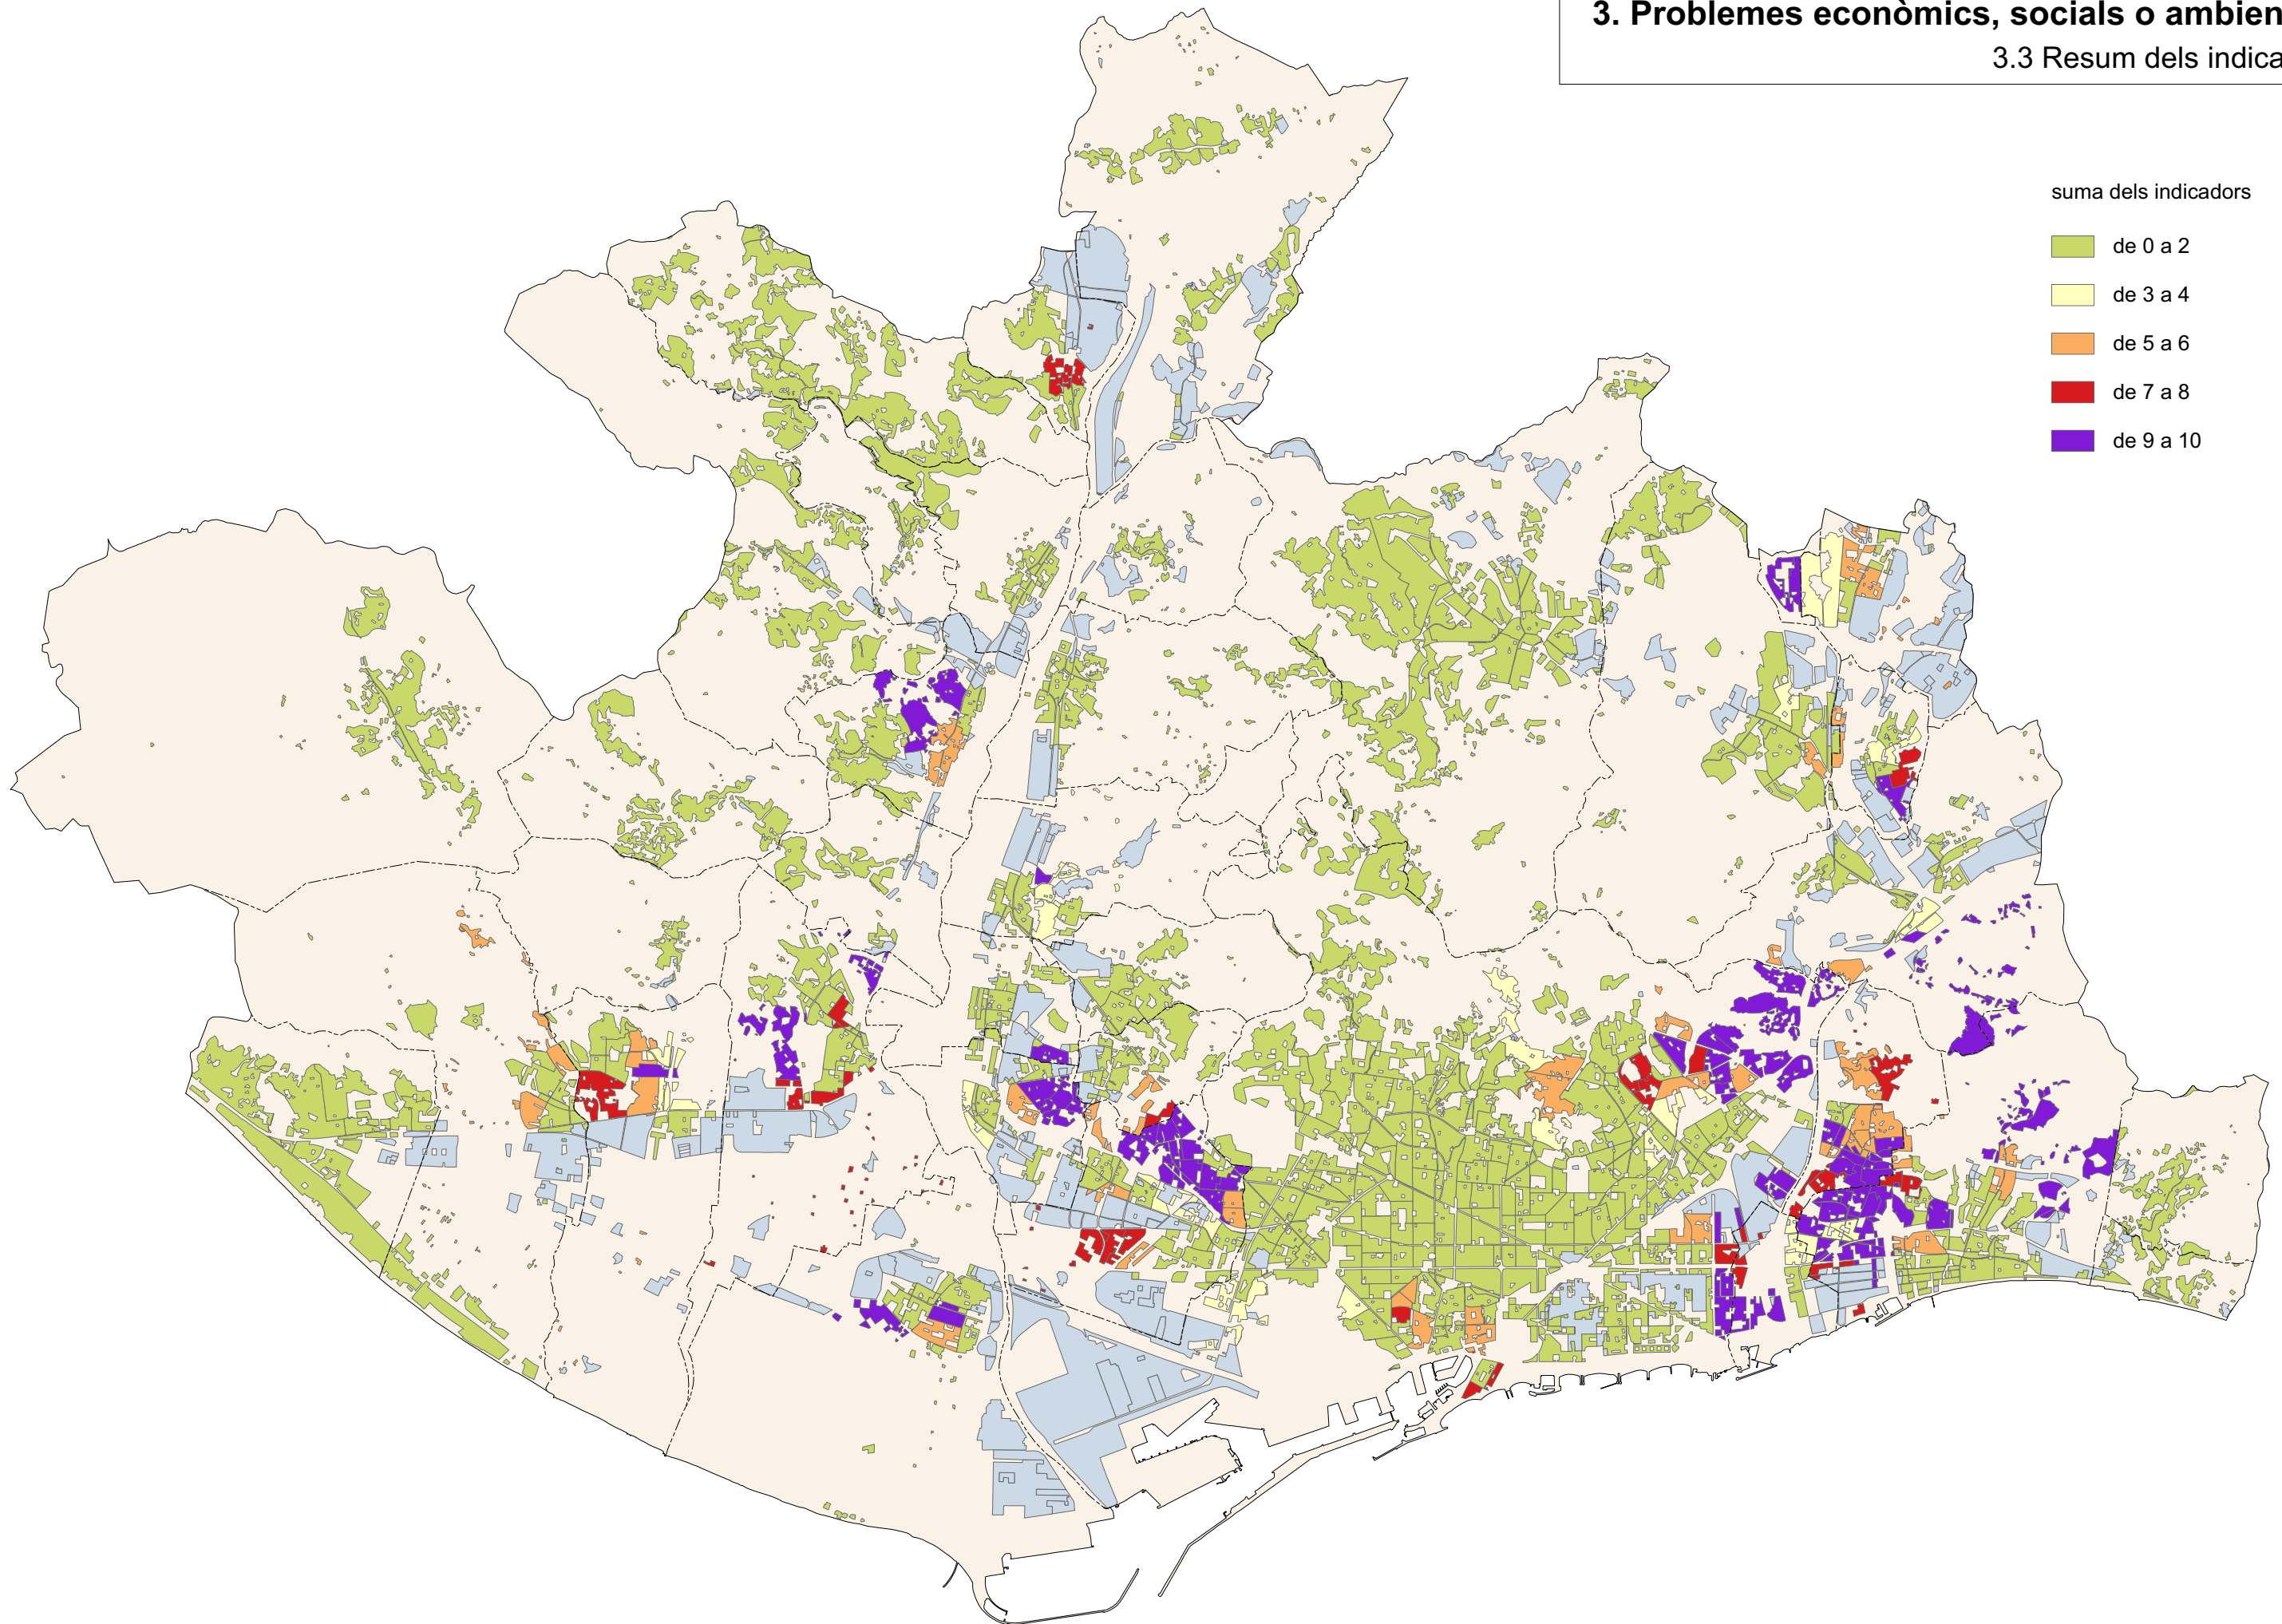 3. Problemes econòmics, socials o ambien
3.3 Resum dels indica
suma dels indicadors
de 0 a 2
de 3 a 4
de 5 a 6
de 7 a 8
de 9 a 10